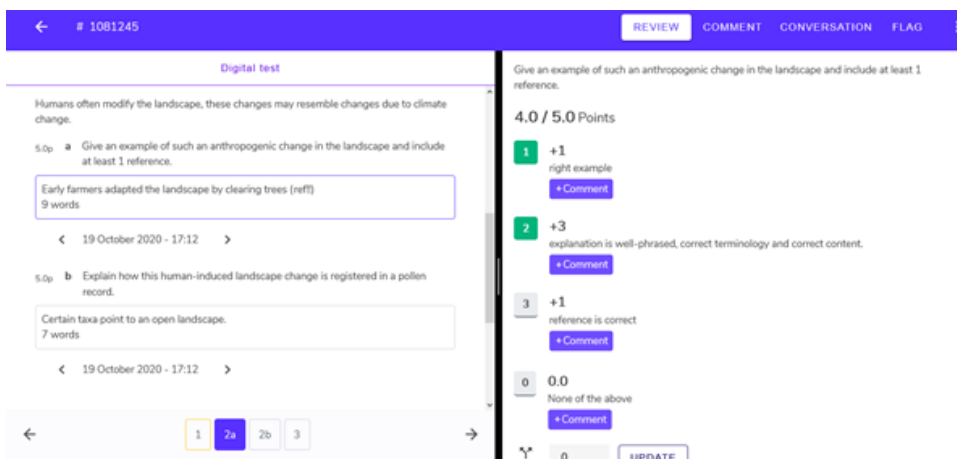 # 1081245
REVIEW COMMENT CONVERSATION FLAG
Digital test
Humans often modify the landscape, these changes may resemble changes due to climate
change.
5.0p a Give an example of such an anthropogenic change in the landscape and include
at least 1 reference.
Early farmers adapted the landscape by clearing trees (ref!)
9 words
19 October 2020 - 17:12
5.0p b Explain how this human-induced landscape change is registered in a pollen
record.
Certain taxa point to an open landscape.
7 words
19 October 2020 - 17:12
1 2a 2b 3
Give an example of such an anthropogenic change in the landscape and include at least 1
reference.
4.0 / 5.0 Points
1 +1
right example
+Comment
2 +3
explanation is well-phrased, correct terminology and correct content.
+Comment
3 +1
reference is correct
+Comment
0 0.0
None of the above
+Comment
0 UPDATE